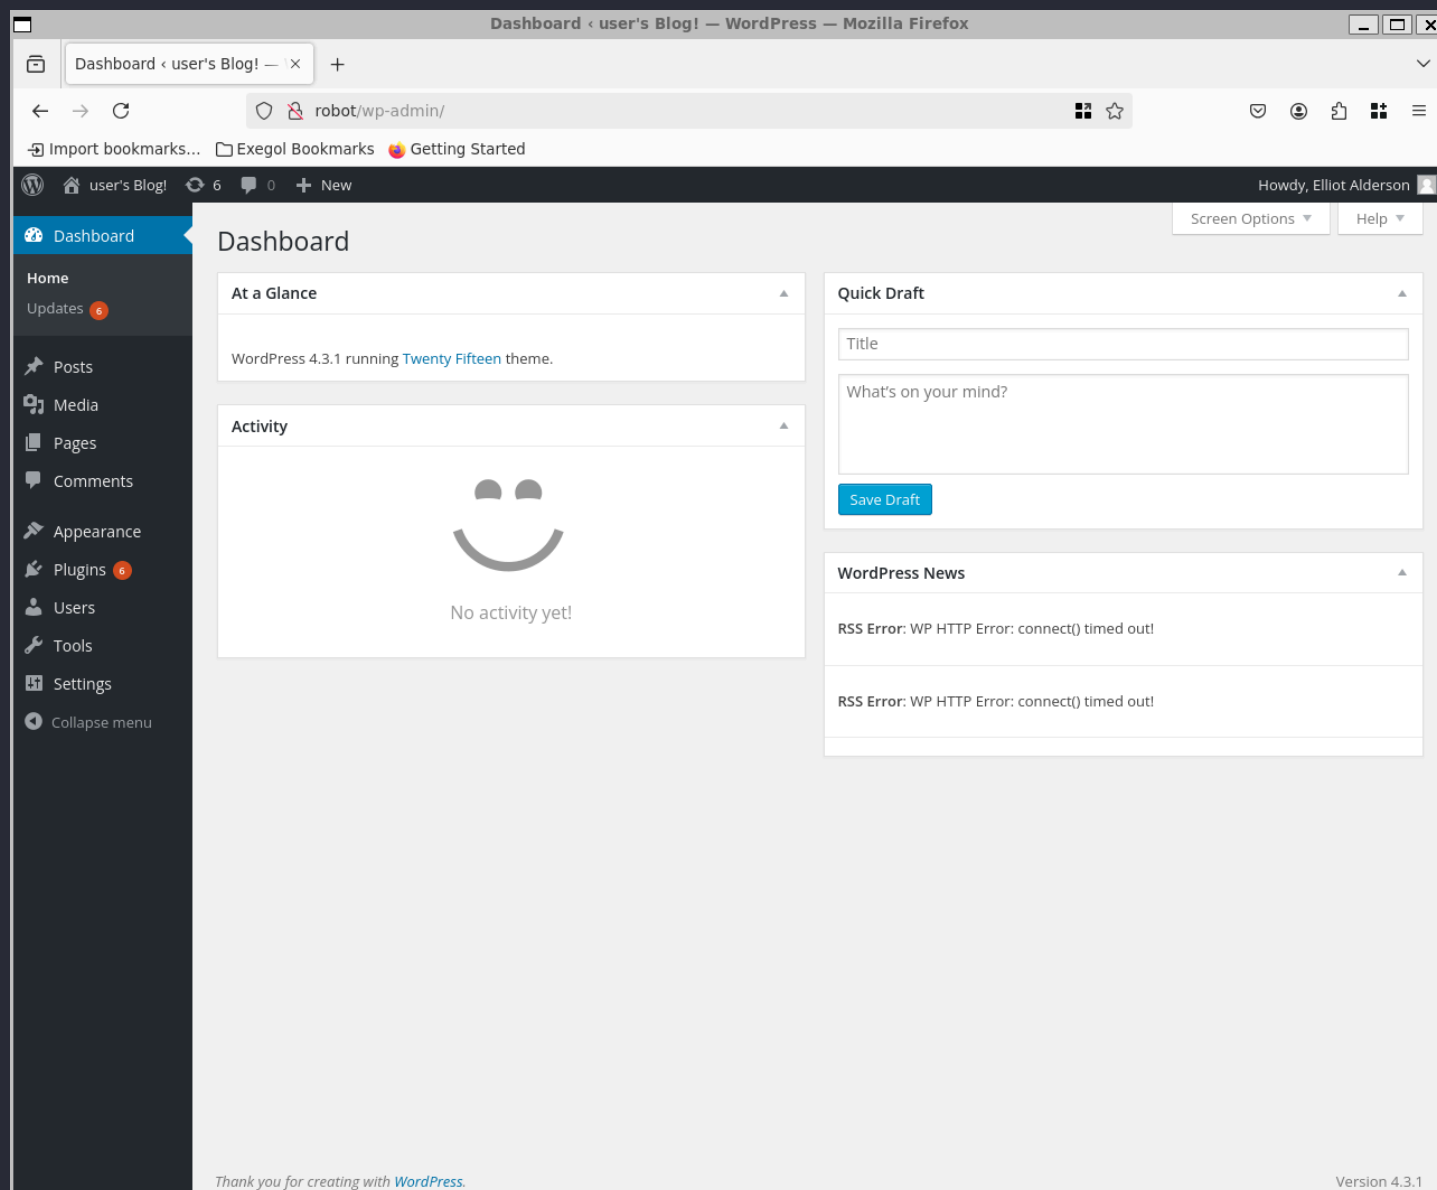 Dashboard ‹ user's Blog! — WordPress — Mozilla Firefox
Dashboard ‹ user's Blog! —
robot/wp-admin/
Import bookmarks... Exegol Bookmarks Getting Started
user's Blog! 6 0 New Howdy, Elliot Alderson
Screen Options Help
Dashboard
Home
Updates 6
Posts
Media
Pages
Comments
Appearance
Plugins 6
Users
Tools
Settings
Collapse menu
Dashboard
At a Glance
WordPress 4.3.1 running Twenty Fifteen theme.
Activity
No activity yet!
Quick Draft
Title
What's on your mind?
Save Draft
WordPress News
RSS Error: WP HTTP Error: connect() timed out!
RSS Error: WP HTTP Error: connect() timed out!
Thank you for creating with WordPress.
Version 4.3.1